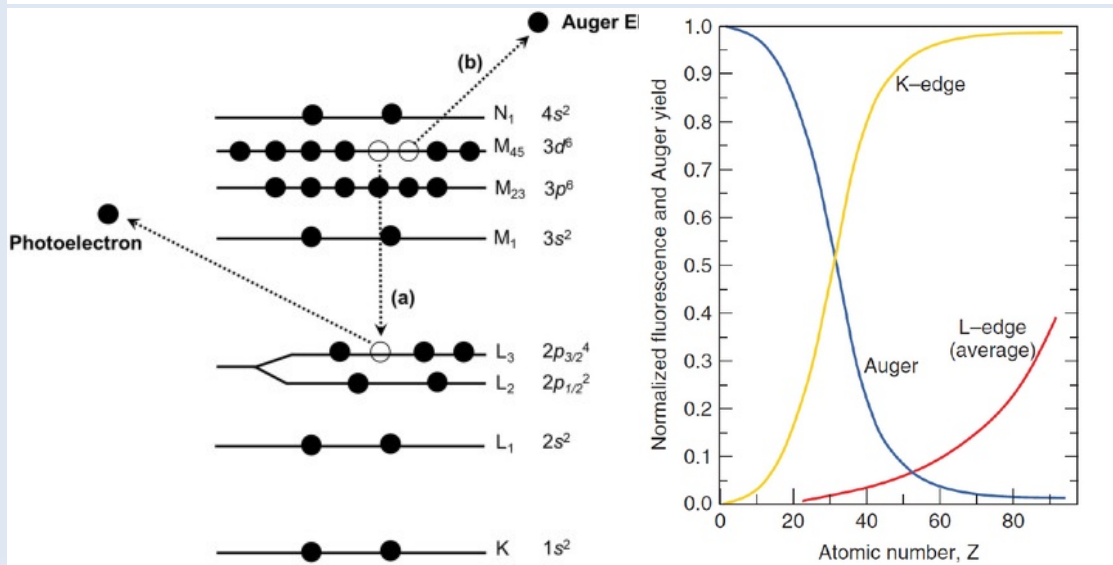 Auger El
(b)
N₁ 4s²
M₄₅ 3d⁶
M₂₃ 3p⁶
Photoelectron
M₁ 3s²
(a)
L₃ 2p₃/₂⁴
L₂ 2p₁/₂²
L₁ 2s²
K 1s²
Normalized fluorescence and Auger yield
1.0
0.9
0.8
0.7
0.6
0.5
0.4
0.3
0.2
0.1
0.0
K–edge
L–edge
(average)
Auger
0 20 40 60 80
Atomic number, Z